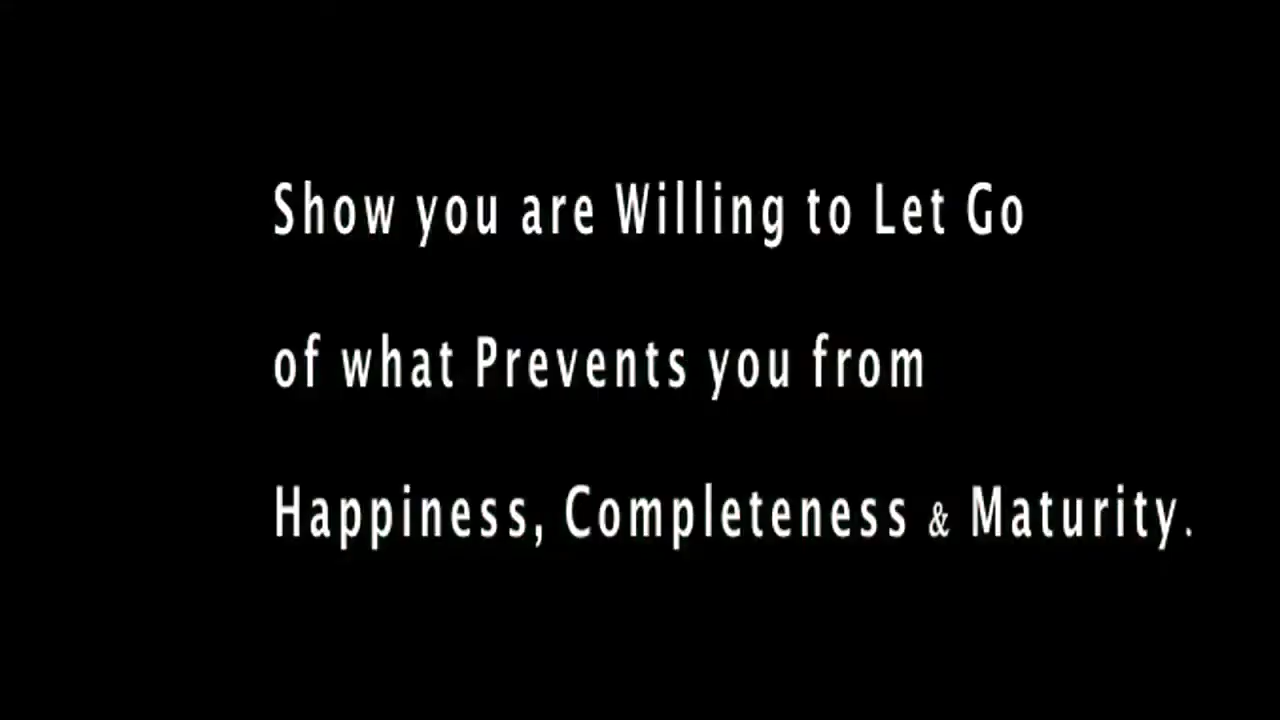 Show you are Willing to Let Go
of what Prevents you from
Happiness, Completeness & Maturity.